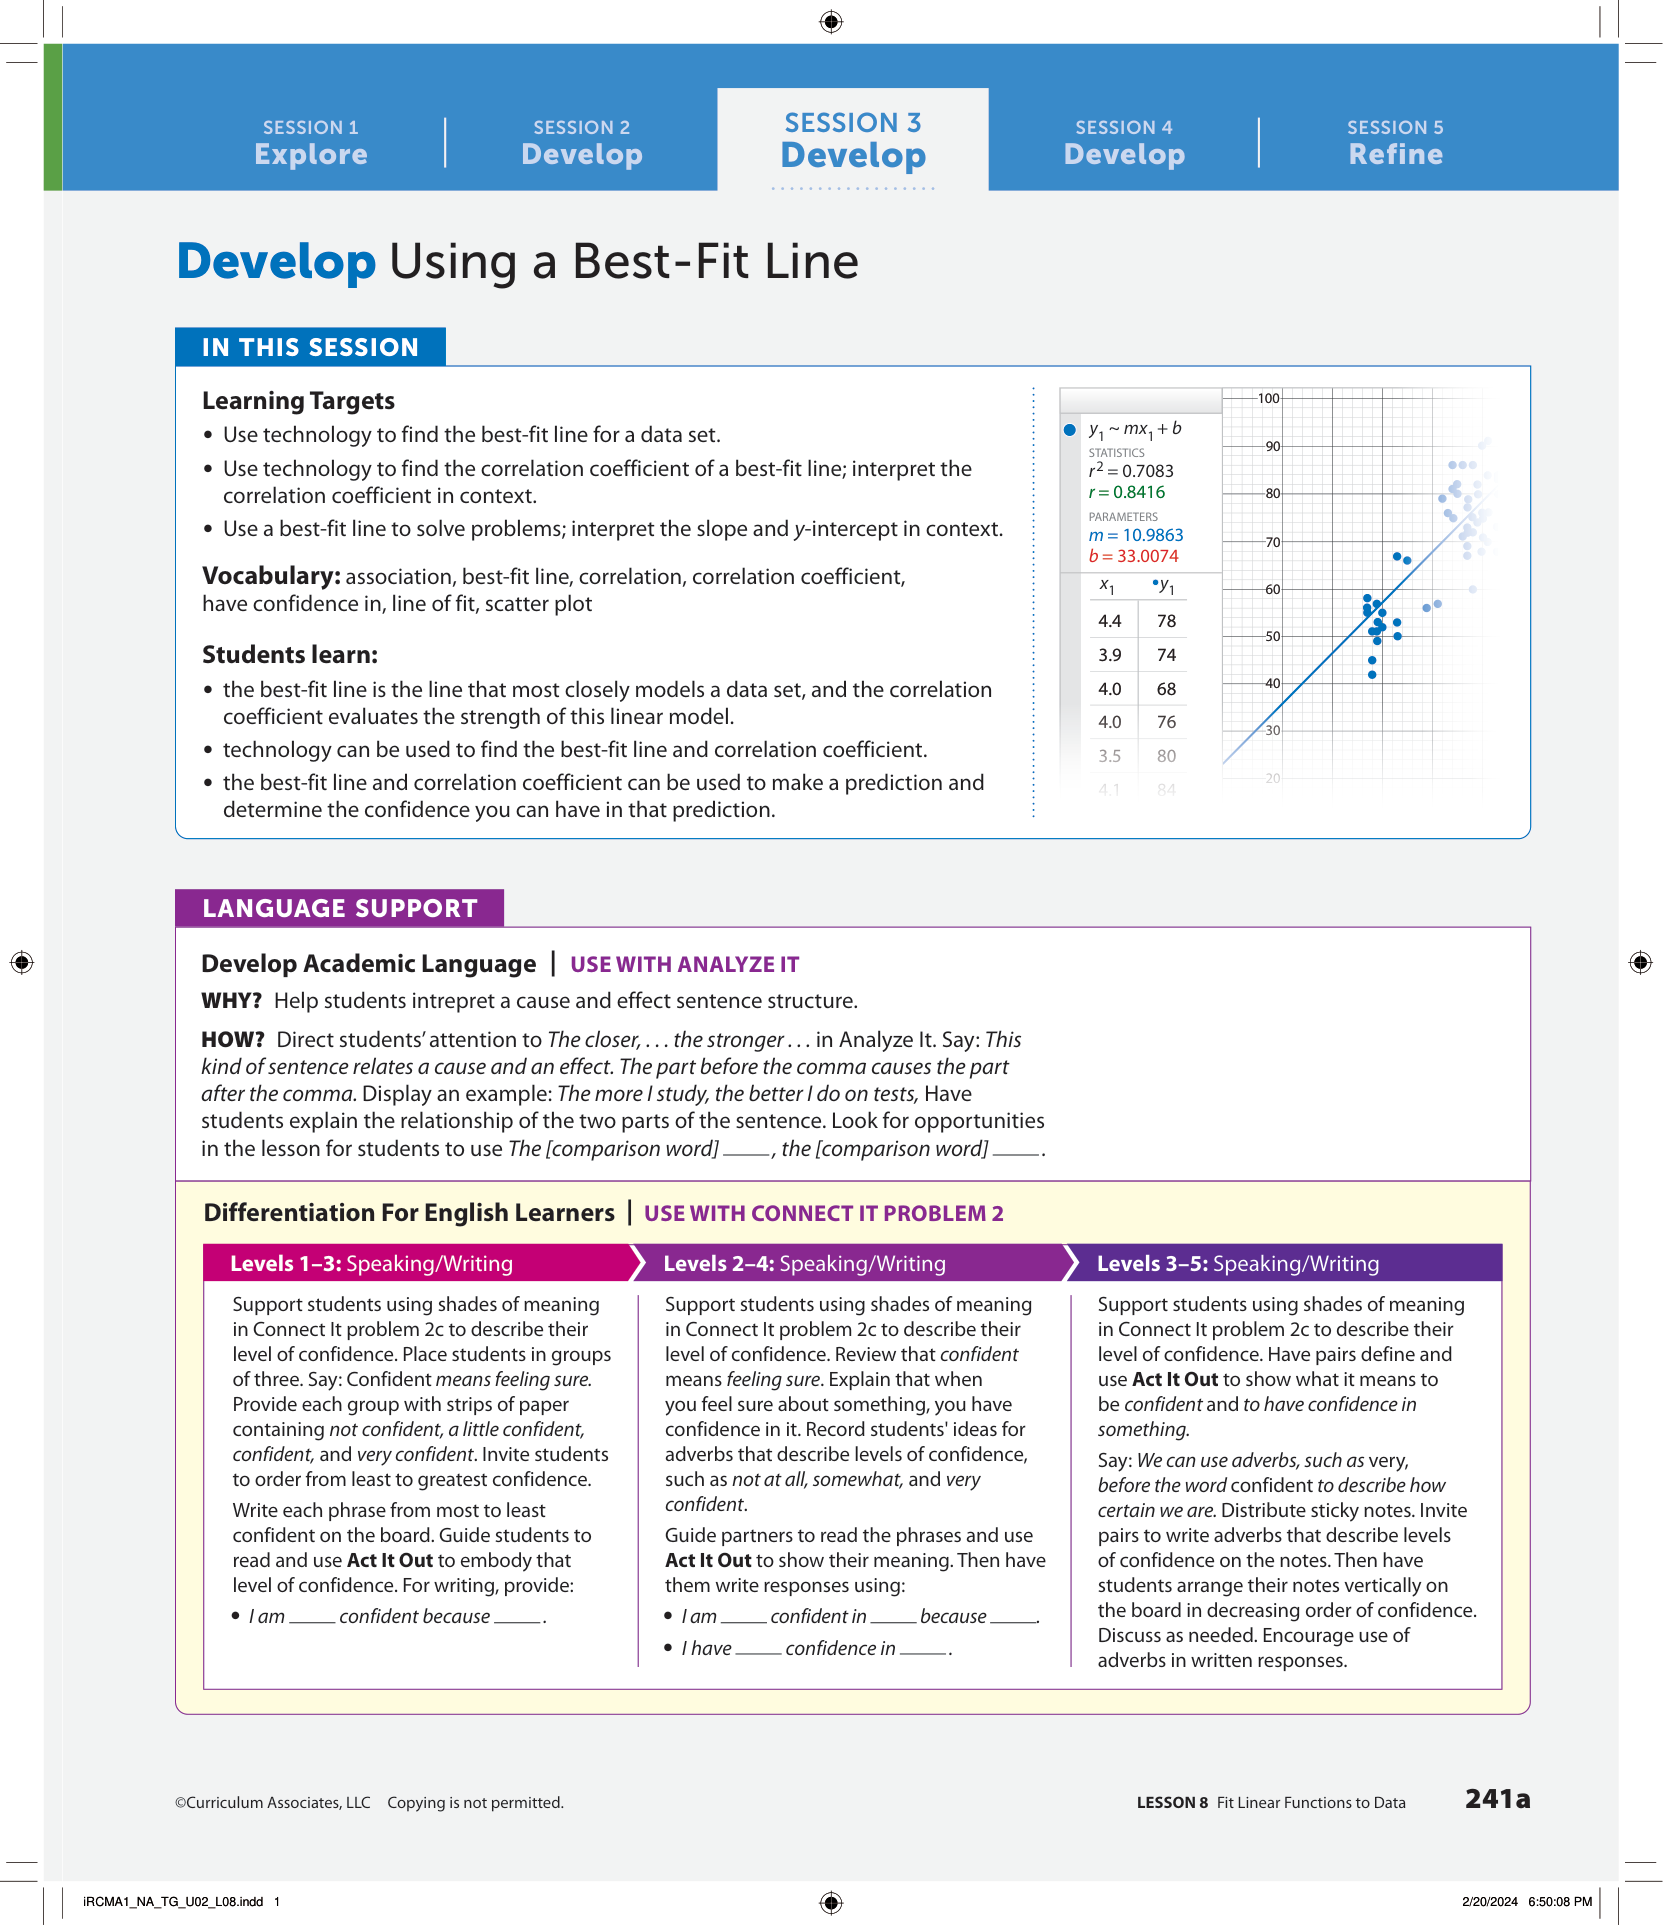 SESSION 1
Explore
SESSION 2
Develop
SESSION 3
Develop
SESSION 4
Develop
SESSION 5
Refine
Develop Using a Best-Fit Line
IN THIS SESSION
Learning Targets
• Use technology to find the best-fit line for a data set.
• Use technology to find the correlation coefficient of a best-fit line; interpret the
correlation coefficient in context.
• Use a best-fit line to solve problems; interpret the slope and y-intercept in context.
Vocabulary: association, best-fit line, correlation, correlation coefficient,
have confidence in, line of fit, scatter plot
Students learn:
• the best-fit line is the line that most closely models a data set, and the correlation
coefficient evaluates the strength of this linear model.
• technology can be used to find the best-fit line and correlation coefficient.
• the best-fit line and correlation coefficient can be used to make a prediction and
determine the confidence you can have in that prediction.
y₁ ~ mx₁ + b
STATISTICS
r² = 0.7083
r = 0.8416
PARAMETERS
m = 10.9863
b = 33.0074
x₁ y₁
4.4 78
3.9 74
4.0 68
4.0 76
3.5 80
4.1 84
100
90
80
70
60
50
40
30
20
LANGUAGE SUPPORT
Develop Academic Language | USE WITH ANALYZE IT
WHY? Help students intrepret a cause and effect sentence structure.
HOW? Direct students’ attention to The closer, . . . the stronger . . . in Analyze It. Say: This
kind of sentence relates a cause and an effect. The part before the comma causes the part
after the comma. Display an example: The more I study, the better I do on tests, Have
students explain the relationship of the two parts of the sentence. Look for opportunities
in the lesson for students to use The [comparison word] ____, the [comparison word] ____.
Differentiation For English Learners | USE WITH CONNECT IT PROBLEM 2
Levels 1–3: Speaking/Writing
Support students using shades of meaning
in Connect It problem 2c to describe their
level of confidence. Place students in groups
of three. Say: Confident means feeling sure.
Provide each group with strips of paper
containing not confident, a little confident,
confident, and very confident. Invite students
to order from least to greatest confidence.
Write each phrase from most to least
confident on the board. Guide students to
read and use Act It Out to embody that
level of confidence. For writing, provide:
• I am ____ confident because ____.
Levels 2–4: Speaking/Writing
Support students using shades of meaning
in Connect It problem 2c to describe their
level of confidence. Review that confident
means feeling sure. Explain that when
you feel sure about something, you have
confidence in it. Record students' ideas for
adverbs that describe levels of confidence,
such as not at all, somewhat, and very
confident.
Guide partners to read the phrases and use
Act It Out to show their meaning. Then have
them write responses using:
• I am ____ confident in ____ because ____.
• I have ____ confidence in ____.
Levels 3–5: Speaking/Writing
Support students using shades of meaning
in Connect It problem 2c to describe their
level of confidence. Have pairs define and
use Act It Out to show what it means to
be confident and to have confidence in
something.
Say: We can use adverbs, such as very,
before the word confident to describe how
certain we are. Distribute sticky notes. Invite
pairs to write adverbs that describe levels
of confidence on the notes. Then have
students arrange their notes vertically on
the board in decreasing order of confidence.
Discuss as needed. Encourage use of
adverbs in written responses.
©Curriculum Associates, LLC Copying is not permitted.
LESSON 8 Fit Linear Functions to Data 241a
iRCMA1_NA_TG_U02_L08.indd 1
2/20/2024 6:50:08 PM